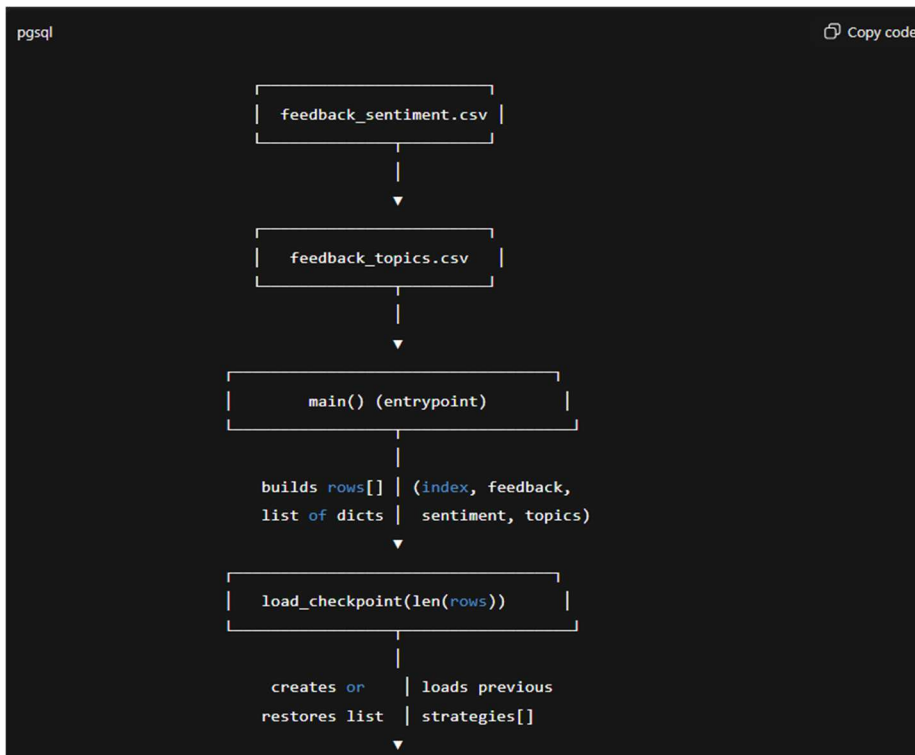 pgsql Copy code
feedback_sentiment.csv
feedback_topics.csv
main() (entrypoint)
builds rows[] | (index, feedback,
list of dicts | sentiment, topics)
load_checkpoint(len(rows))
creates or | loads previous
restores list | strategies[]